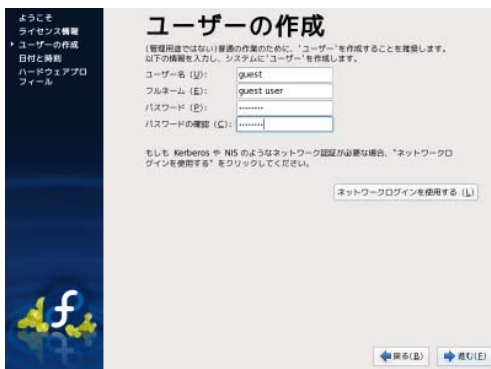 ようこそ
ライセンス情報
ユーザーの作成
日付と時刻
ハードウェアプロ
フィール
ユーザーの作成
(管理用途ではない) 普通の作業のために、'ユーザー'を作成することを推奨します。
以下の情報を入力し、システムに'ユーザー'を作成します。
ユーザー名 (U): guest
フルネーム (E): guest user
パスワード (P): ••••••••
パスワードの確認 (C): ••••••••
もしも Kerberos や NIS のようなネットワーク認証が必要な場合、"ネットワークロ
グインを使用する" をクリックしてください。
ネットワークログインを使用する (L)
戻る(B) 進む(F)